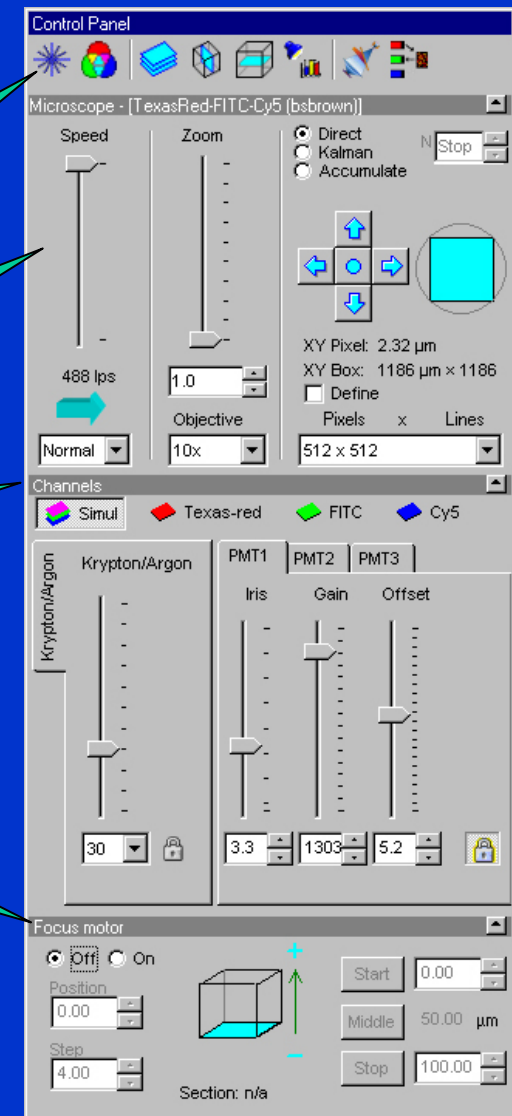 Control Panel
Microscope - [TexasRed-FITC-Cy5 (bsbrown)]
Speed
Zoom
Direct
Kalman
Accumulate
N
Stop
488 lps
Normal
1.0
Objective
10x
XY Pixel: 2.32 µm
XY Box: 1186 µm × 1186
Define
Pixels x Lines
512 x 512
Channels
Simul Texas-red FITC Cy5
Krypton/Argon
Krypton/Argon
30
PMT1 PMT2 PMT3
Iris Gain Offset
3.3 1303 5.2
Focus motor
Off On
Position
0.00
Step
4.00
+
−
Section: n/a
Start 0.00
Middle 50.00 µm
Stop 100.00